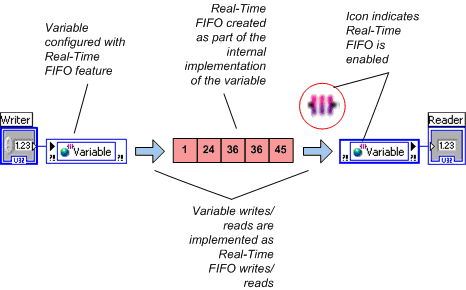 Variable
configured with
Real-Time
FIFO feature
Real-Time
FIFO created
as part of the
internal
implementation
of the variable
Icon indicates
Real-Time
FIFO is
enabled
Writer
1.23
U32
Variable
?!
?!
1 24 36 36 45
Variable
?!
?!
Reader
1.23
U32
Variable writes/
reads are
implemented as
Real-Time
FIFO writes/
reads